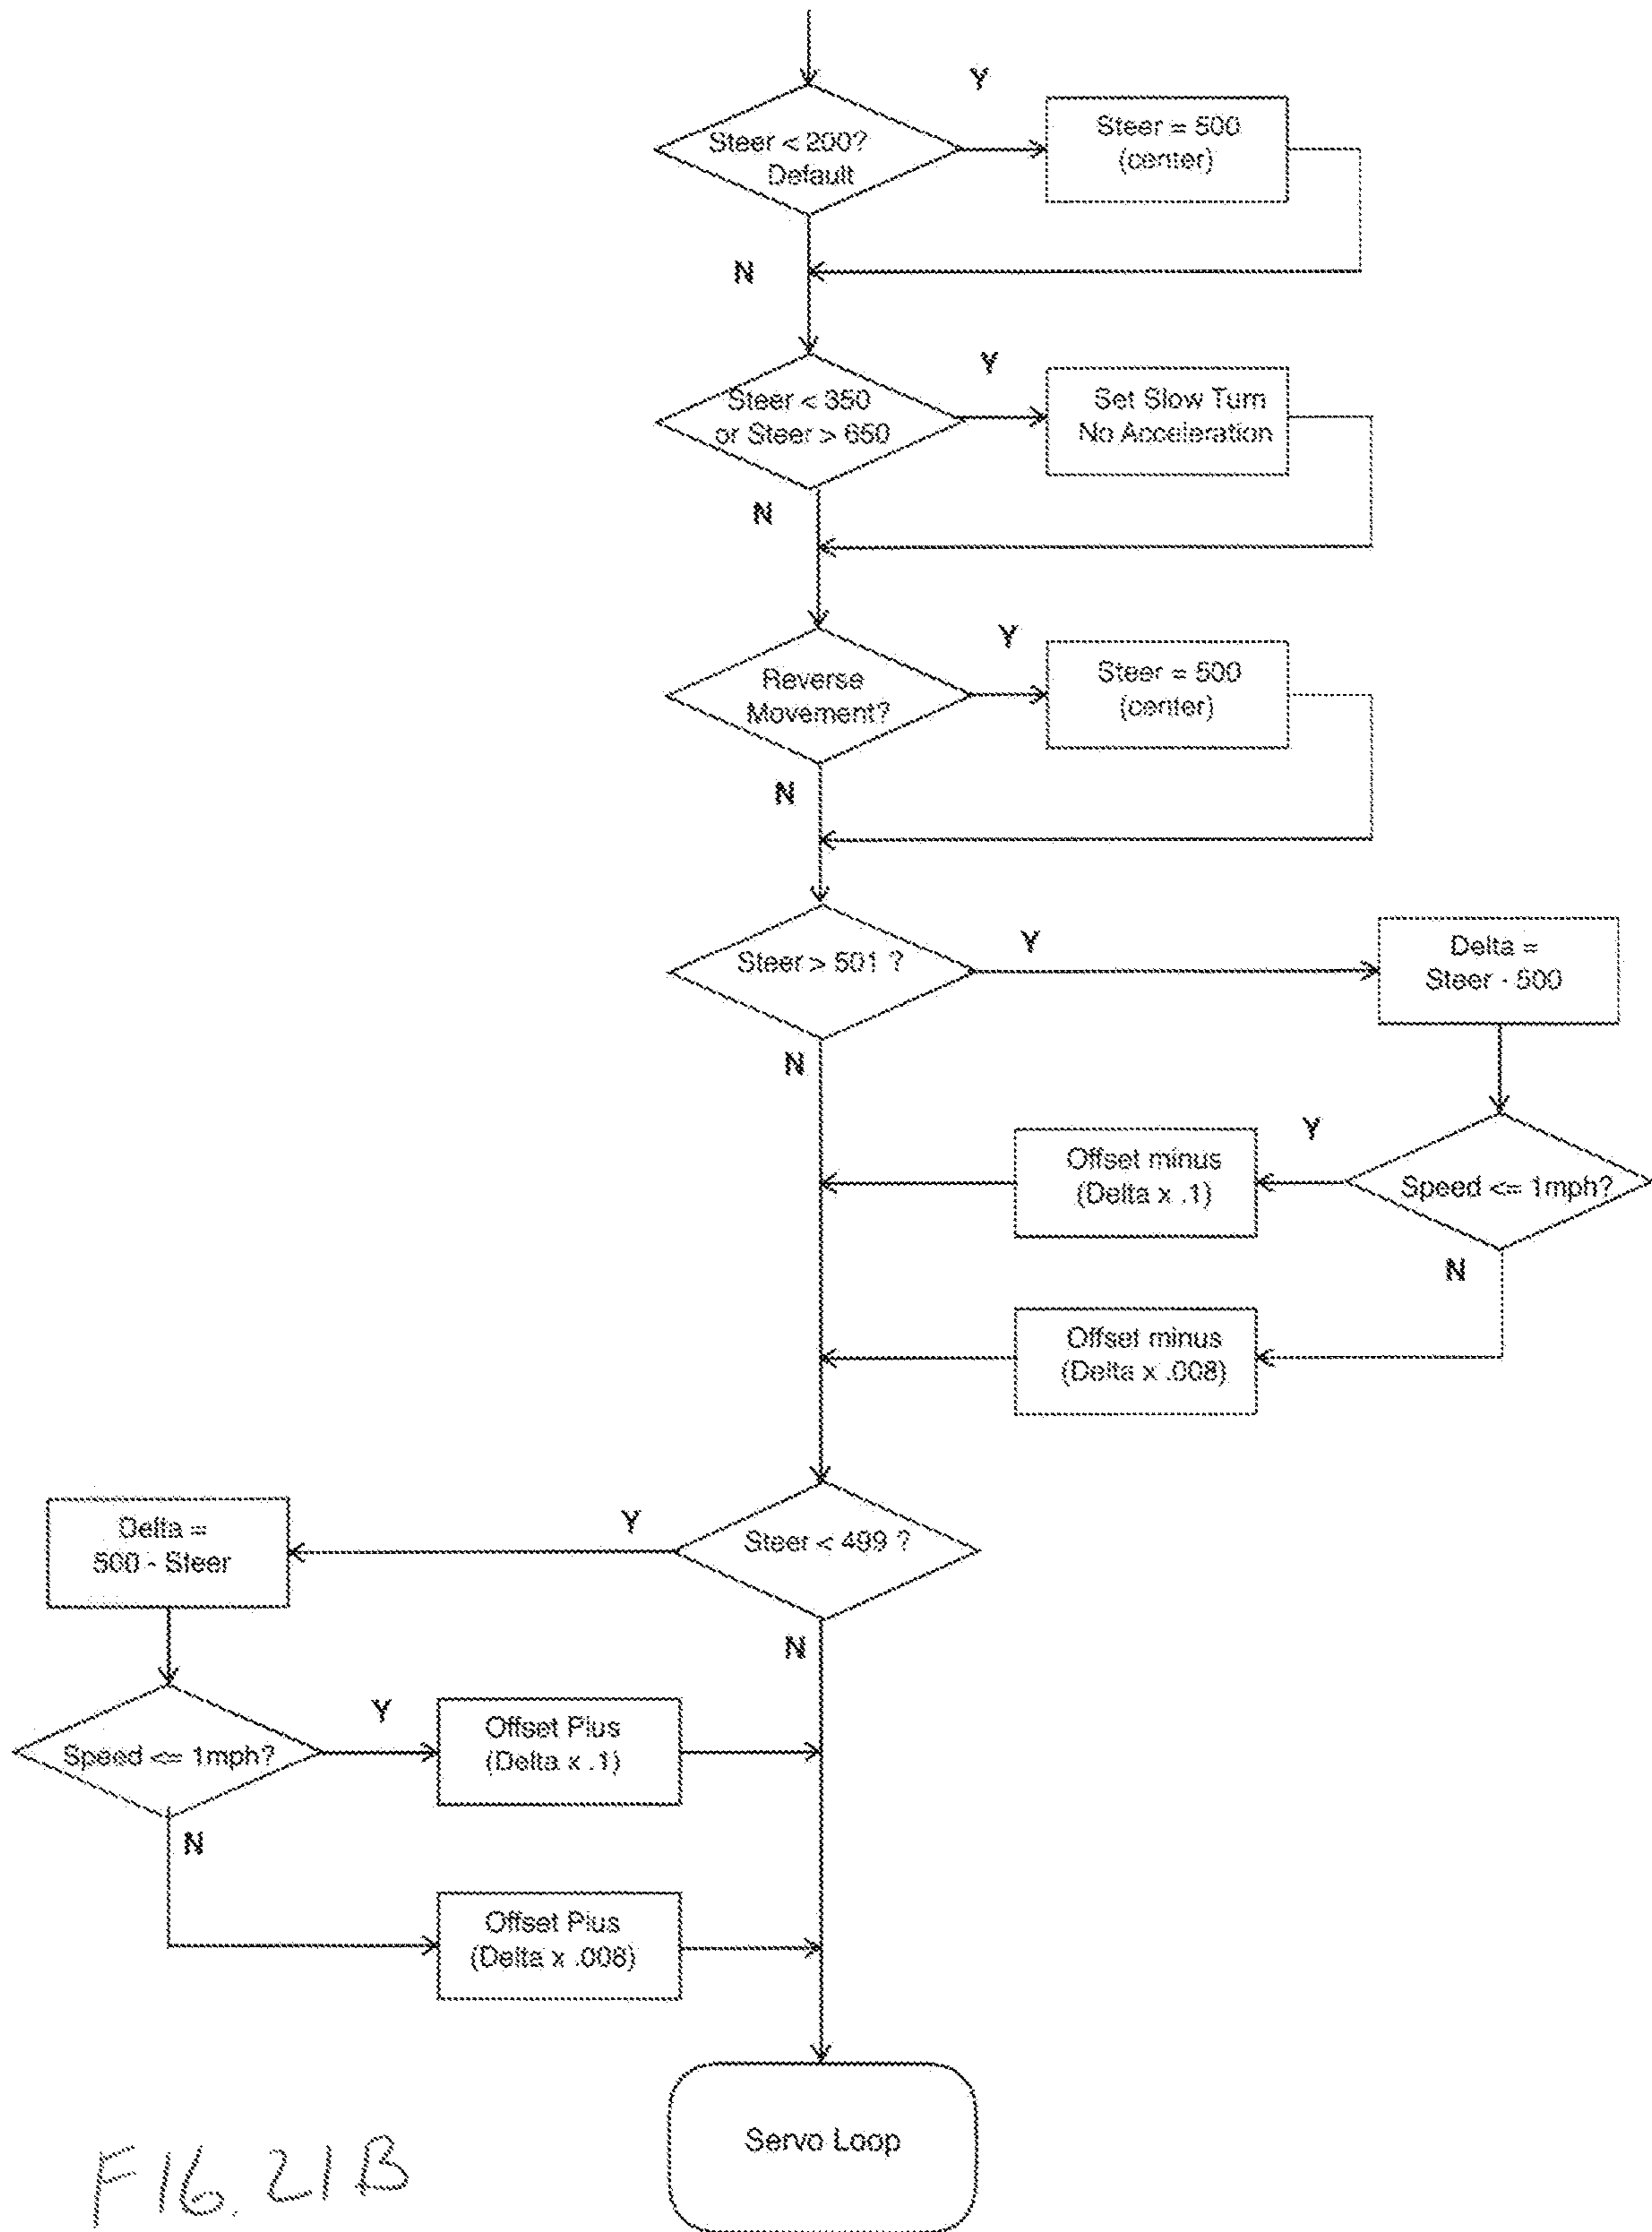 Y
Steer < 200?
Default
Steer = 500
(center)
N
Y
Steer < 350
or Steer > 650
Set Slow Turn
No Acceleration
N
Y
Reverse
Movement?
Steer = 500
(center)
N
Steer > 501 ?
Y
Delta =
Steer - 500
N
Y
Offset minus
(Delta x .1)
Speed <= 1mph?
N
Offset minus
(Delta x .008)
Y
Steer < 499 ?
Delta =
500 - Steer
N
Speed <= 1mph?
Y
Offset Plus
(Delta x .1)
N
Offset Plus
(Delta x .008)
Servo Loop
FIG. 21B